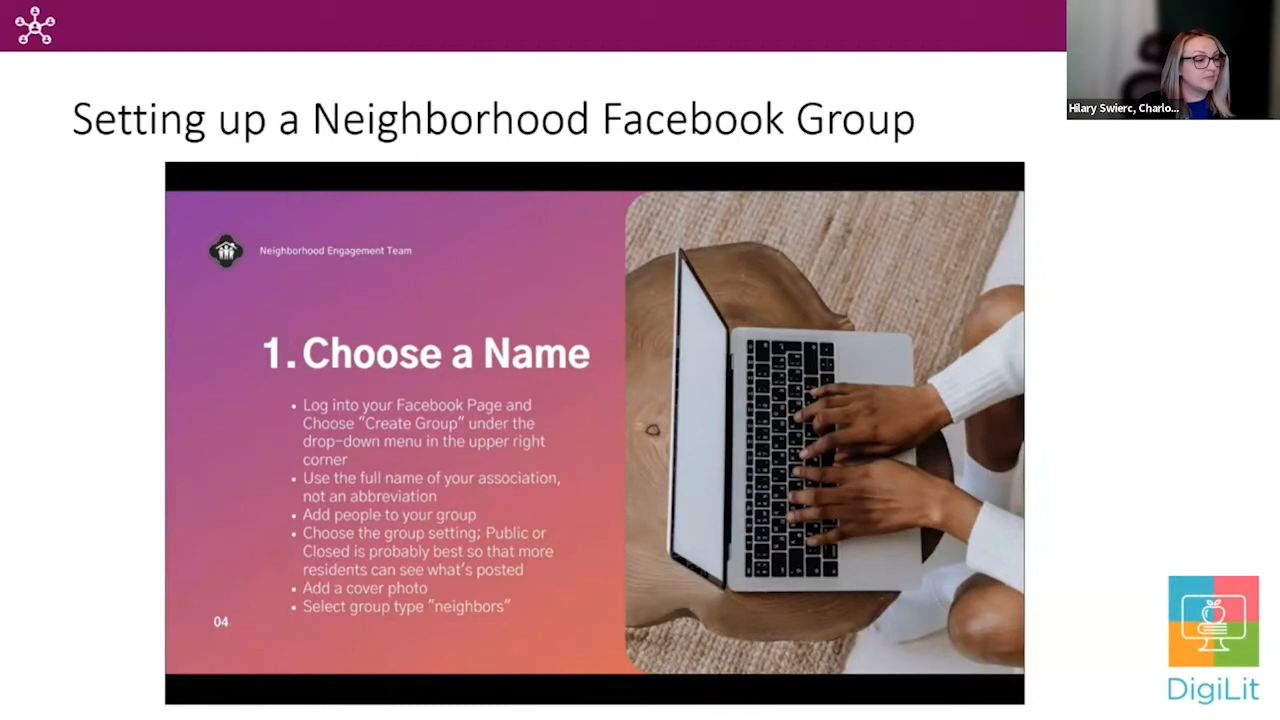 Hilary Swierc, Charlo...
Setting up a Neighborhood Facebook Group
Neighborhood Engagement Team
1. Choose a Name
• Log into your Facebook Page and
Choose "Create Group" under the
drop-down menu in the upper right
corner
• Use the full name of your association,
not an abbreviation
• Add people to your group
• Choose the group setting; Public or
Closed is probably best so that more
residents can see what's posted
• Add a cover photo
• Select group type "neighbors"
04
DigiLit